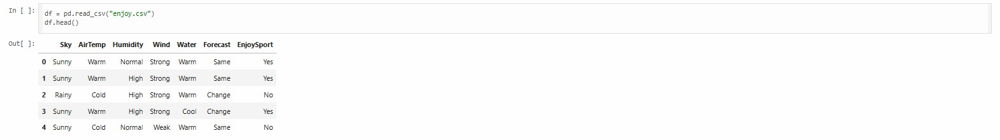 In [ ]: df = pd.read_csv("enjoy.csv")
df.head()
Out[ ]: Sky AirTemp Humidity Wind Water Forecast EnjoySport
0 Sunny Warm Normal Strong Warm Same Yes
1 Sunny Warm High Strong Warm Same Yes
2 Rainy Cold High Strong Warm Change No
3 Sunny Warm High Strong Cool Change Yes
4 Sunny Cold Normal Weak Warm Same No